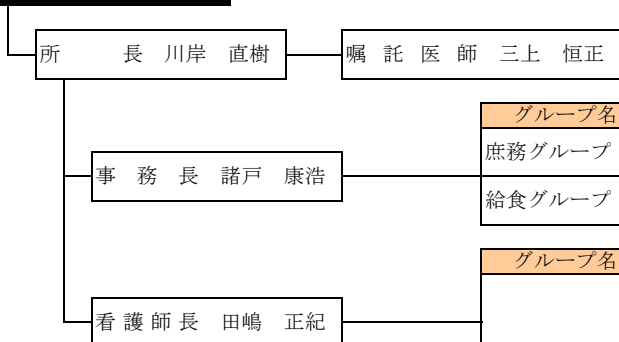 所　　　長　川岸　直樹
嘱 託 医 師　三上　恒正
グループ名
庶務グループ
事　務　長　諸戸　康浩
給食グループ
グループ名
看 護 師 長　田嶋　正紀